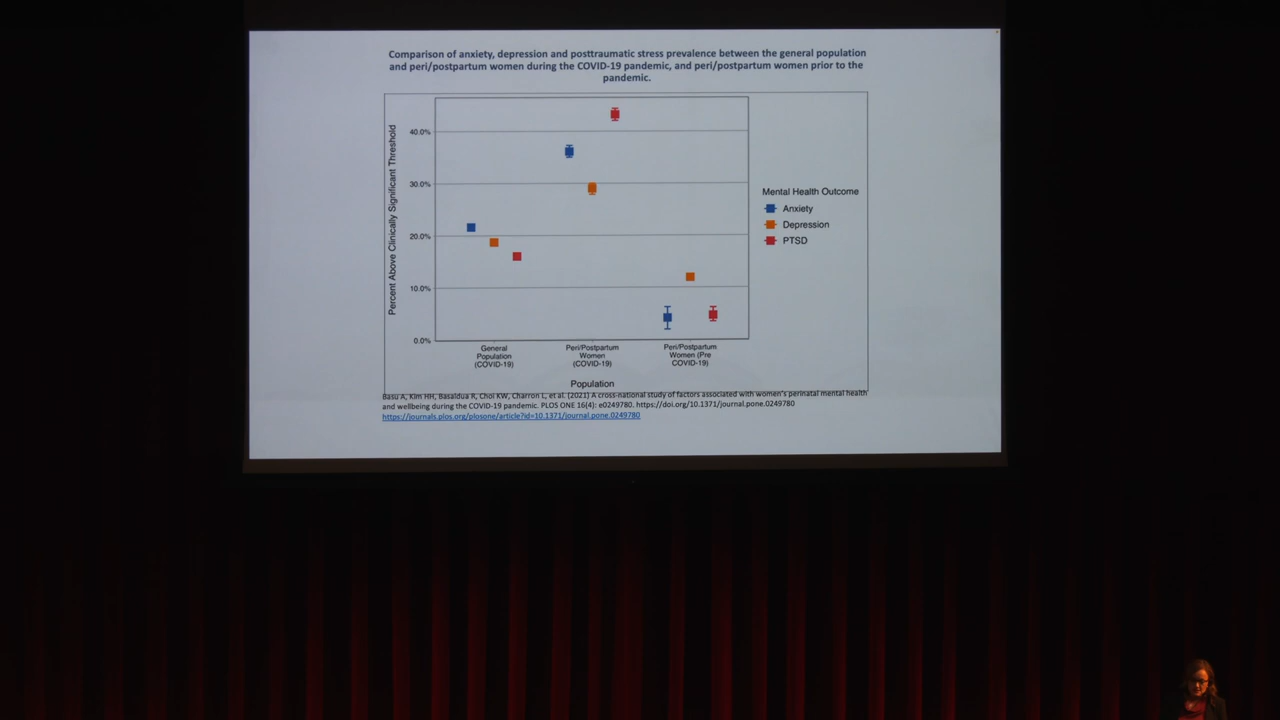 Comparison of anxiety, depression and posttraumatic stress prevalence between the general population
and peri/postpartum women during the COVID-19 pandemic, and peri/postpartum women prior to the
pandemic.
Percent Above Clinically Significant Threshold
40.0%
30.0%
20.0%
10.0%
0.0%
General
Population
(COVID-19)
Peri/Postpartum
Women
(COVID-19)
Peri/Postpartum
Women (Pre
COVID-19)
Population
Mental Health Outcome
Anxiety
Depression
PTSD
Basu A, Kim HH, Basaldua R, Choi KW, Charron L, et al. (2021) A cross-national study of factors associated with women's perinatal mental health
and wellbeing during the COVID-19 pandemic. PLOS ONE 16(4): e0249780. https://doi.org/10.1371/journal.pone.0249780
https://journals.plos.org/plosone/article?id=10.1371/journal.pone.0249780